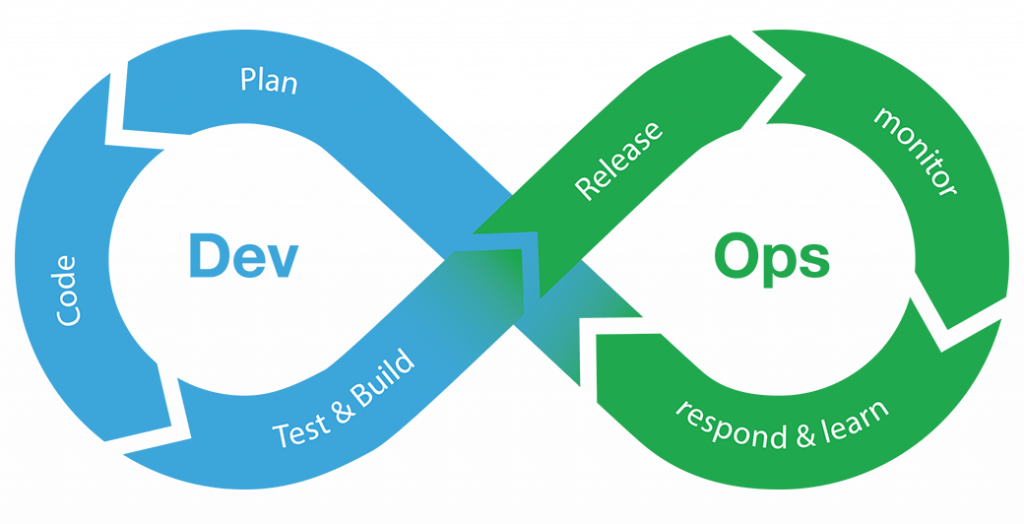 Plan
Code
Dev
Test & Build
Release
monitor
Ops
respond & learn